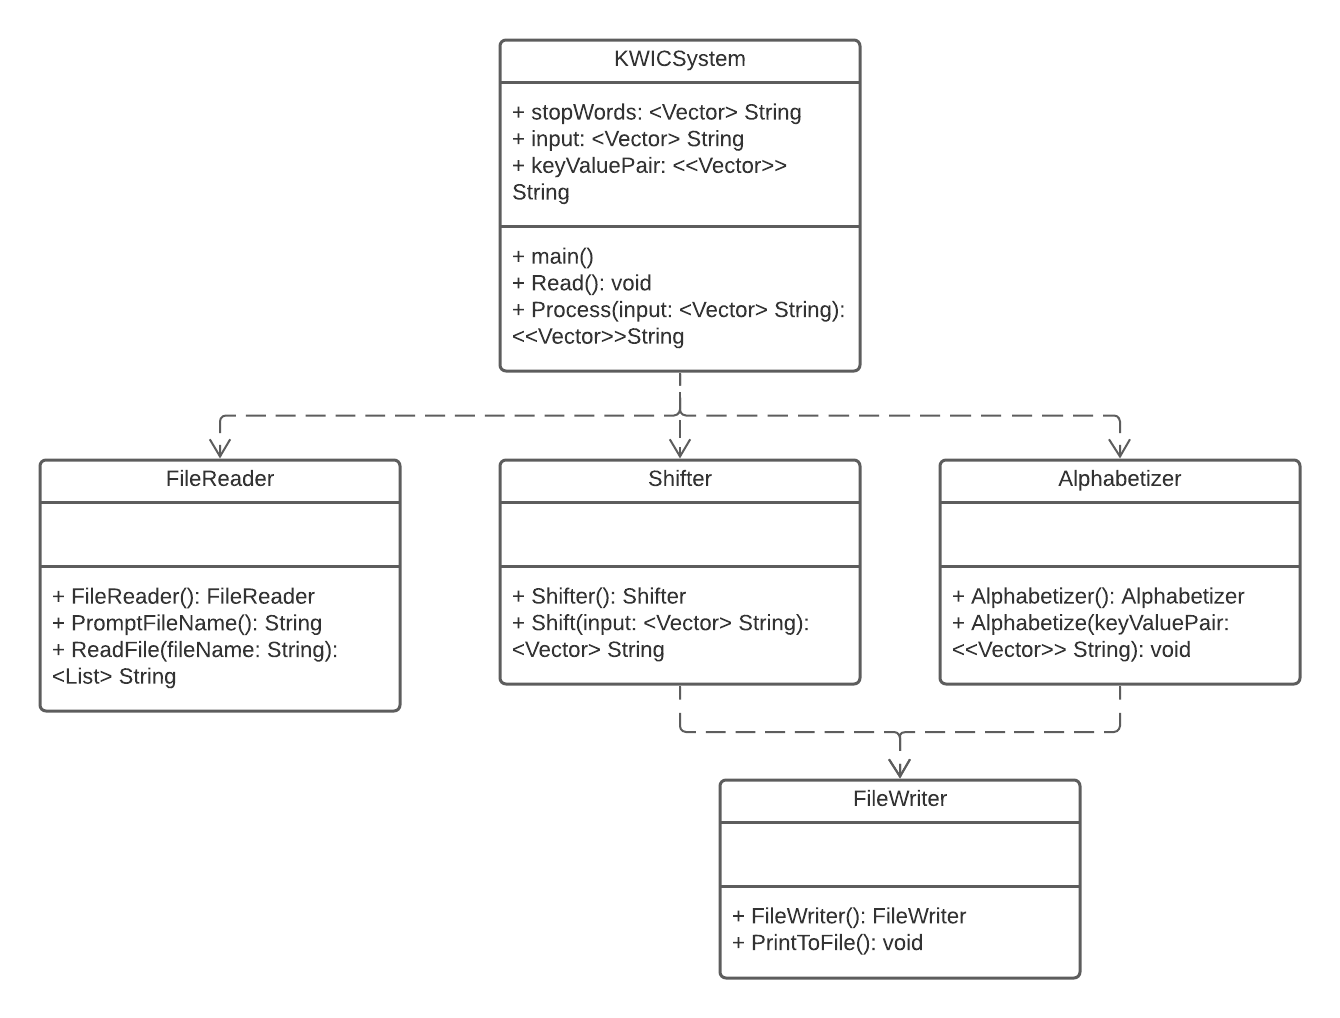 KWICSystem
+ stopWords: <Vector> String
+ input: <Vector> String
+ keyValuePair: <<Vector>>
String
+ main()
+ Read(): void
+ Process(input: <Vector> String):
<<Vector>>String
FileReader
+ FileReader(): FileReader
+ PromptFileName(): String
+ ReadFile(fileName: String):
<List> String
Shifter
+ Shifter(): Shifter
+ Shift(input: <Vector> String):
<Vector> String
Alphabetizer
+ Alphabetizer(): Alphabetizer
+ Alphabetize(keyValuePair:
<<Vector>> String): void
FileWriter
+ FileWriter(): FileWriter
+ PrintToFile(): void